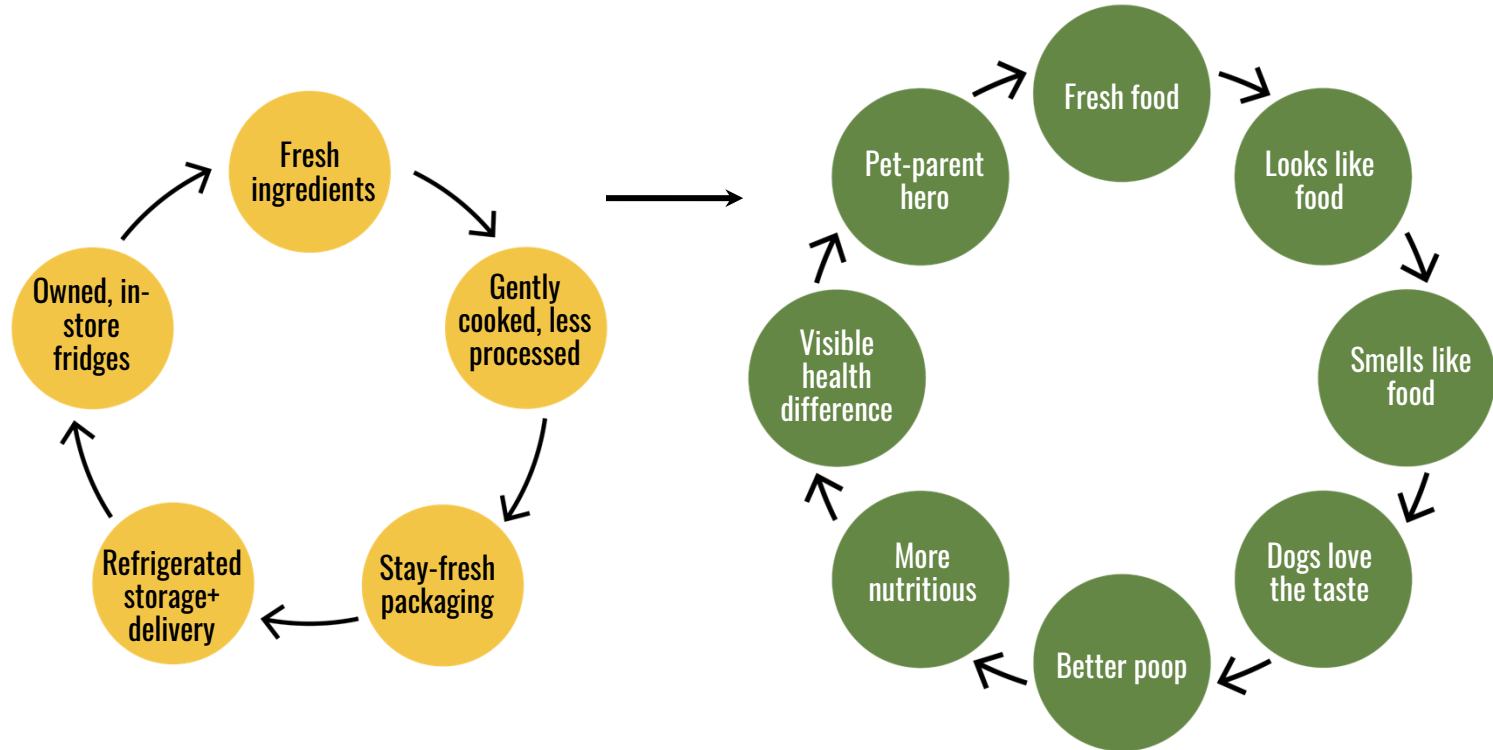 Fresh
ingredients
Gently
cooked, less
processed
Stay-fresh
packaging
Refrigerated
storage+
delivery
Owned, in-
store
fridges
Fresh food
Looks like
food
Smells like
food
Dogs love
the taste
Better poop
More
nutritious
Visible
health
difference
Pet-parent
hero